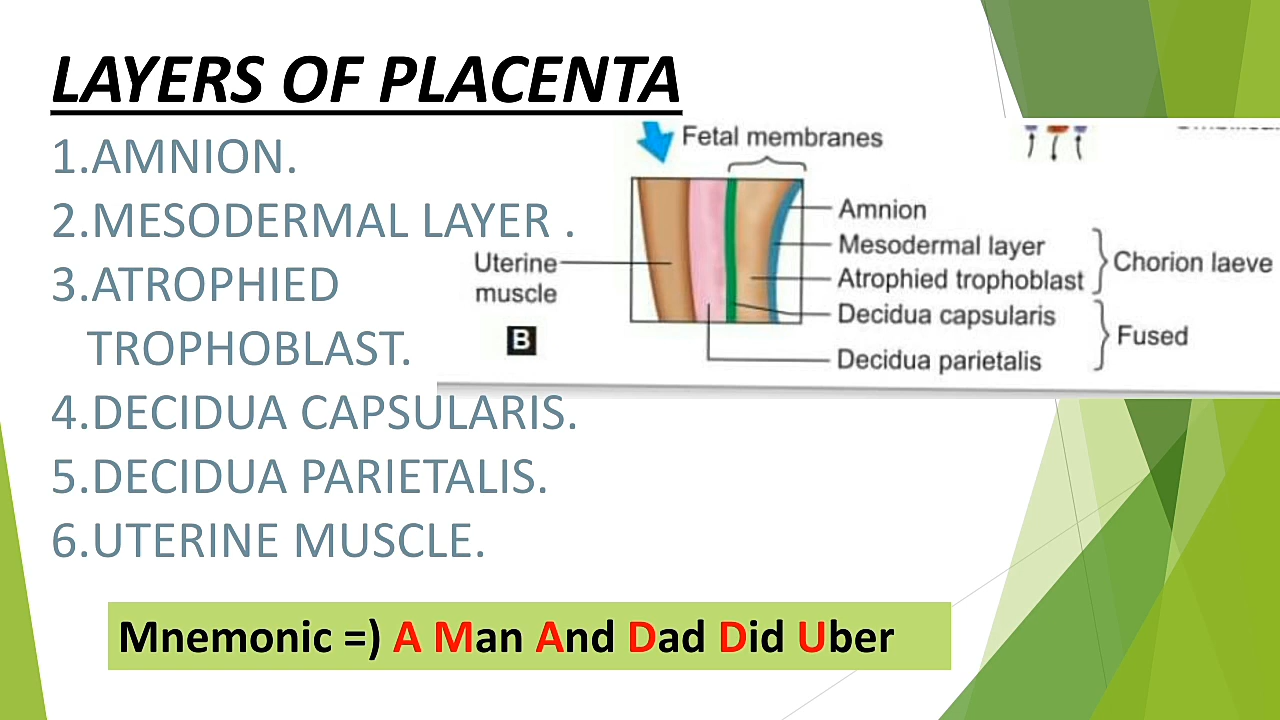 LAYERS OF PLACENTA
1.AMNION.
2.MESODERMAL LAYER .
3.ATROPHIED
TROPHOBLAST.
4.DECIDUA CAPSULARIS.
5.DECIDUA PARIETALIS.
6.UTERINE MUSCLE.
Fetal membranes
Amnion
Mesodermal layer
Atrophied trophoblast
Chorion laeve
Decidua capsularis
Decidua parietalis
Fused
Uterine
muscle
B
Mnemonic =) A Man And Dad Did Uber